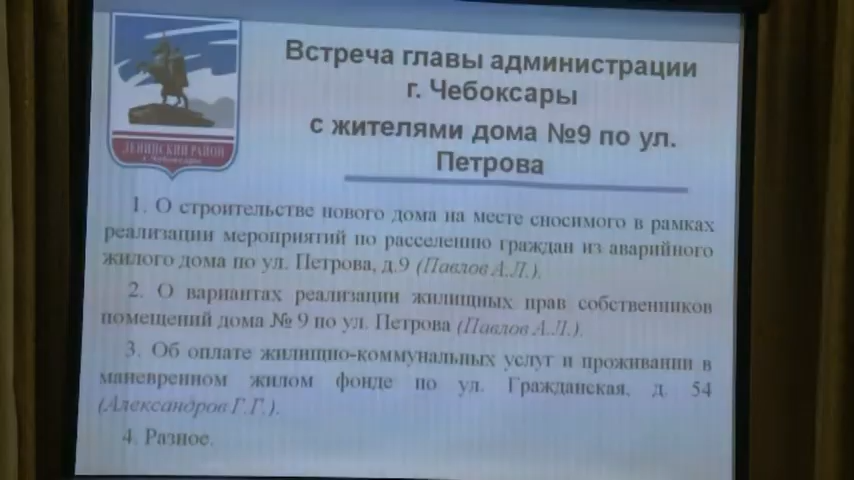 ЛЕНИНСКИЙ РАЙОН
г. Чебоксары
Встреча главы администрации
г. Чебоксары
с жителями дома №9 по ул.
Петрова
1. О строительстве нового дома на месте сносимого в рамках
реализации мероприятий по расселению граждан из аварийного
жилого дома по ул. Петрова, д.9 (Павлов А.Л.).
2. О вариантах реализации жилищных прав собственников
помещений дома № 9 по ул. Петрова (Павлов А.Л.).
3. Об оплате жилищно-коммунальных услуг и проживании в
маневренном жилом фонде по ул. Гражданская, д. 54
(Александров Г.Г.).
4. Разное.